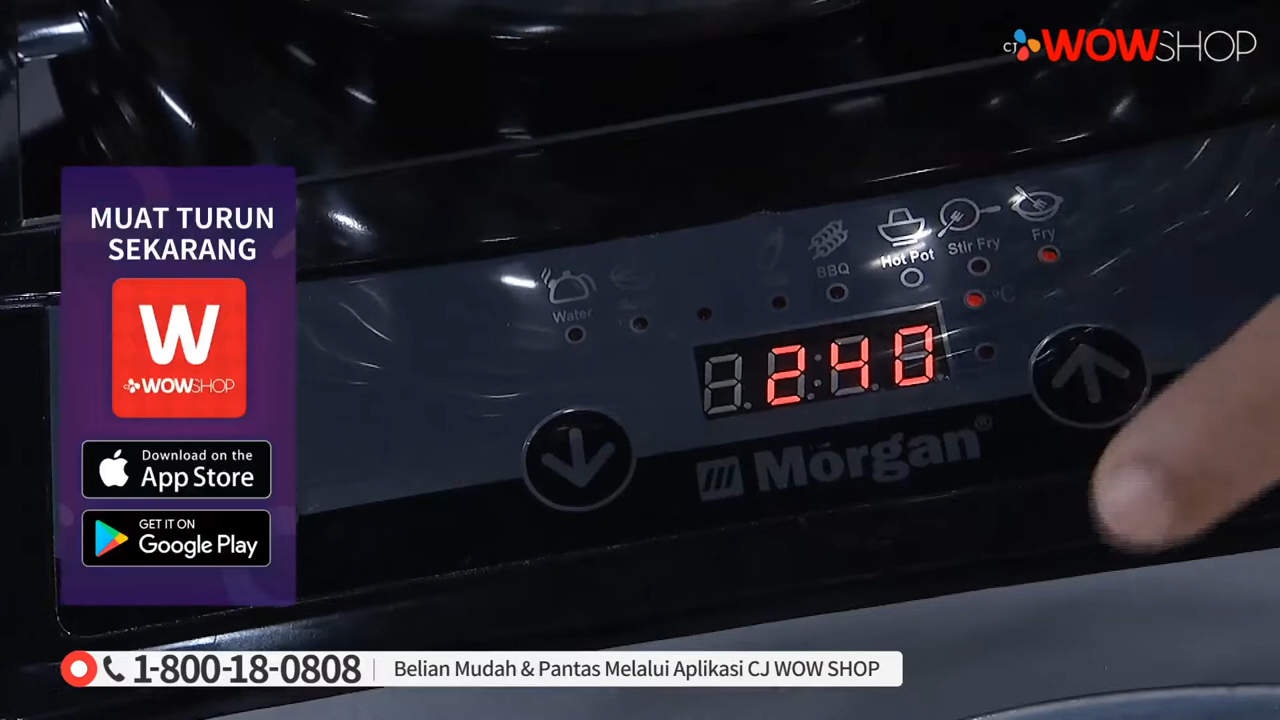 CJ WOWSHOP
MUAT TURUN
SEKARANG
W
WOWSHOP
Download on the
App Store
GET IT ON
Google Play
Water
BBQ
Hot Pot
Stir Fry
Fry
°C
240
Morgan®
1-800-18-0808
Belian Mudah & Pantas Melalui Aplikasi CJ WOW SHOP